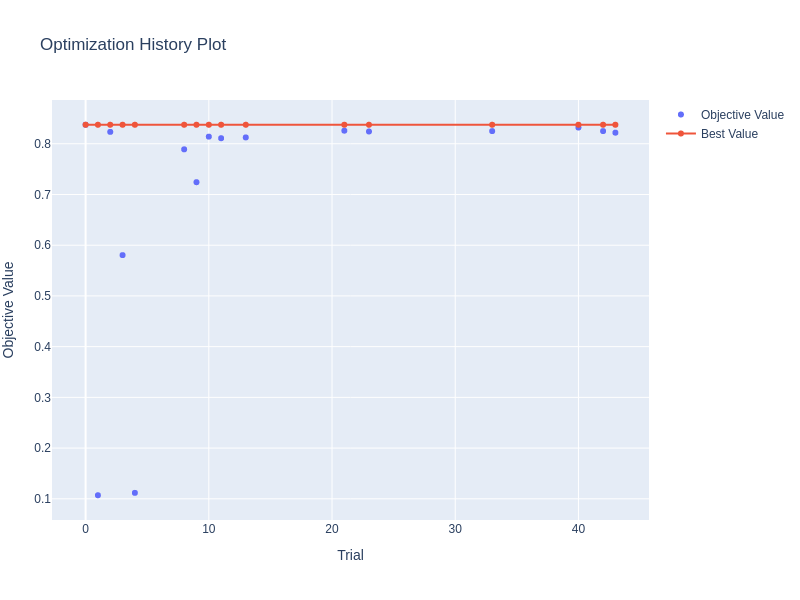 Optimization History Plot
Objective Value
Best Value
0.8
0.7
0.6
0.5
0.4
0.3
0.2
0.1
Objective Value
0 10 20 30 40
Trial